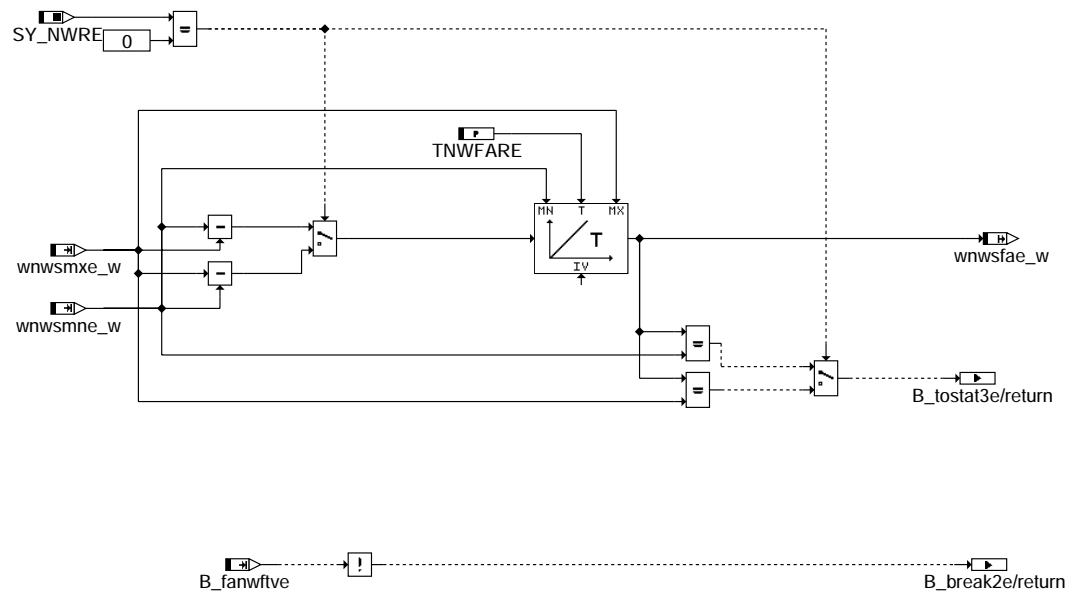 SY_NWRE
0
=
P
TNWFARE
MN T MX
T
IV
-
-
wnwsmxe_w
wnwsmne_w
wnwsfae_w
=
=
B_tostat3e/return
B_fanwftve
!
B_break2e/return